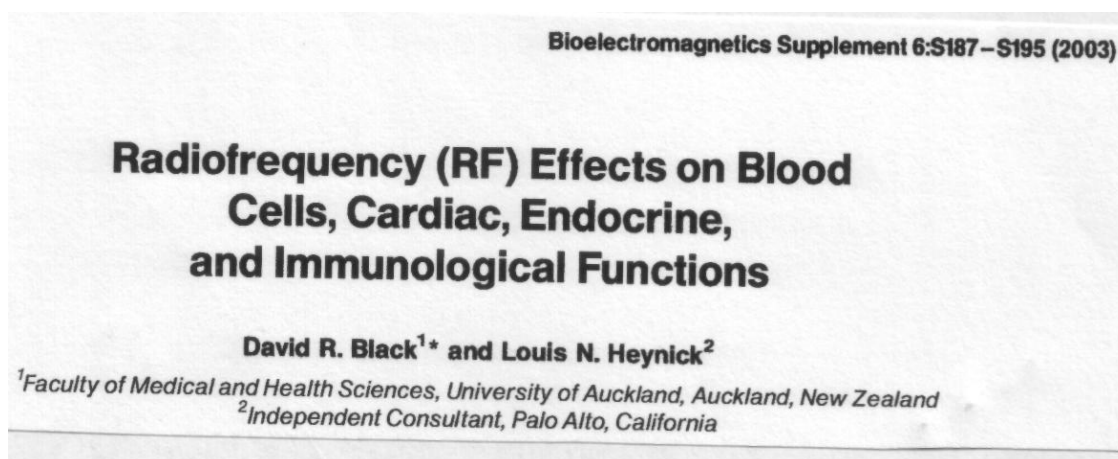 Bioelectromagnetics Supplement 6:S187–S195 (2003)
Radiofrequency (RF) Effects on Blood
Cells, Cardiac, Endocrine,
and Immunological Functions
David R. Black¹* and Louis N. Heynick²
¹Faculty of Medical and Health Sciences, University of Auckland, Auckland, New Zealand
²Independent Consultant, Palo Alto, California